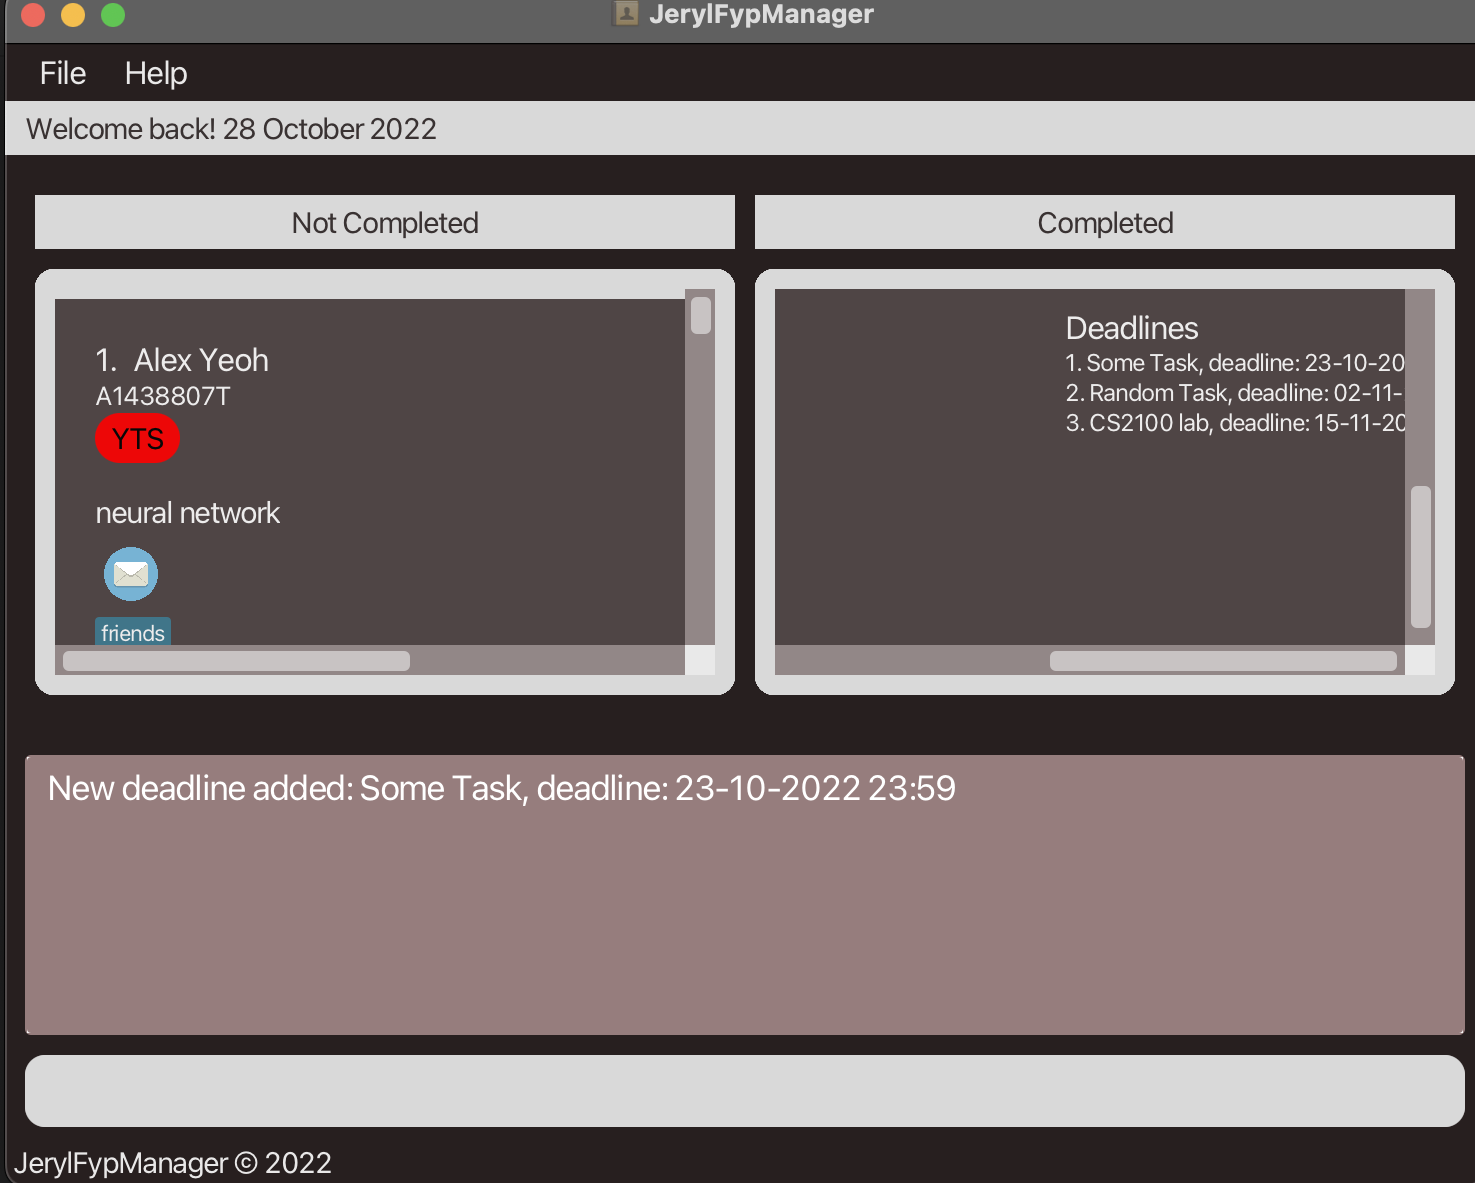 JerylFypManager
File Help
Welcome back! 28 October 2022
Not Completed
1. Alex Yeoh
A1438807T
YTS
neural network
friends
Completed
Deadlines
1. Some Task, deadline: 23-10-20
2. Random Task, deadline: 02-11-
3. CS2100 lab, deadline: 15-11-20
New deadline added: Some Task, deadline: 23-10-2022 23:59
JerylFypManager © 2022